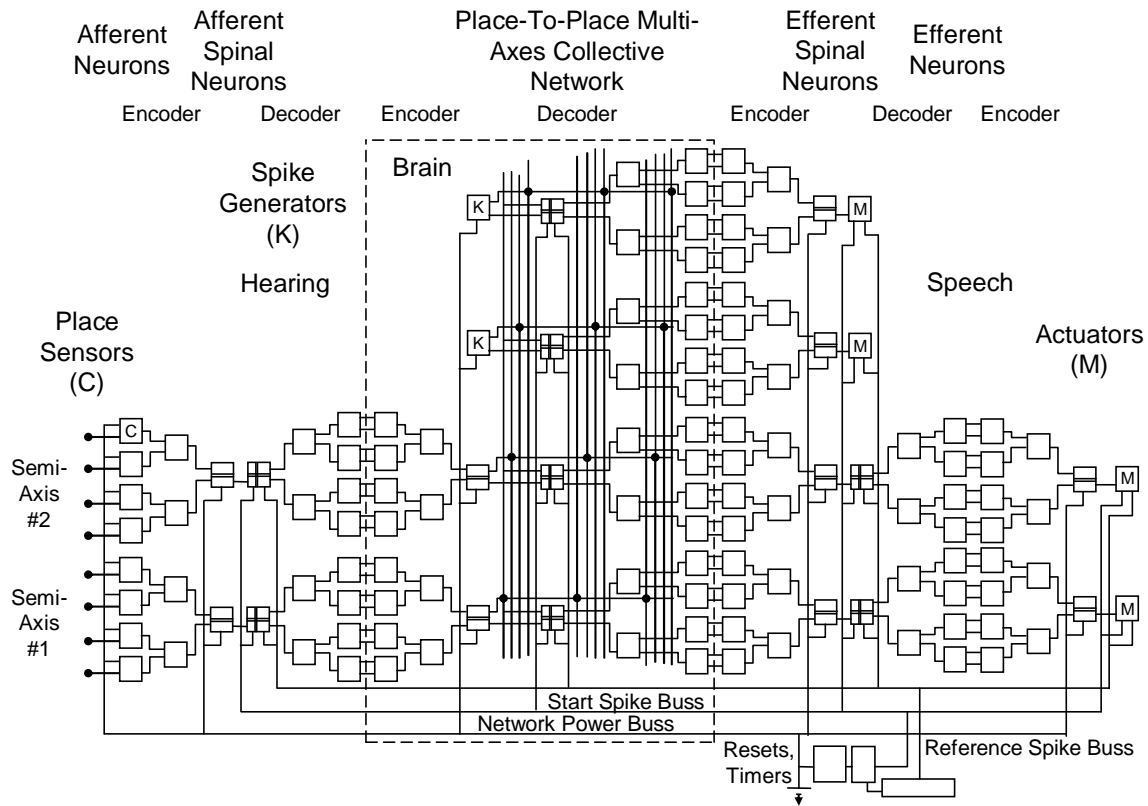 Afferent
Neurons
Afferent
Spinal
Neurons
Place-To-Place Multi-
Axes Collective
Network
Efferent
Spinal
Neurons
Efferent
Neurons
Encoder
Decoder
Encoder
Decoder
Encoder
Decoder
Encoder
Spike
Generators
(K)
Brain
K
M
Hearing
Speech
Place
Sensors
(C)
K
M
Actuators
(M)
C
Semi-
Axis
#2
M
Semi-
Axis
#1
M
Start Spike Buss
Network Power Buss
Resets,
Timers
Reference Spike Buss